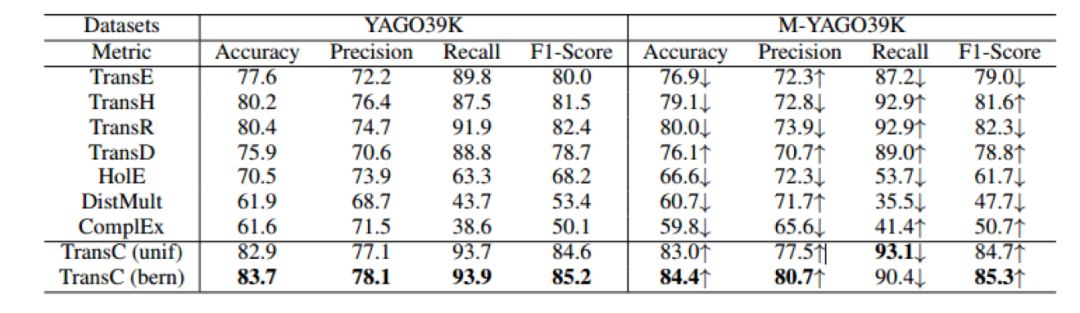 Datasets YAGO39K M-YAGO39K
Metric Accuracy Precision Recall F1-Score Accuracy Precision Recall F1-Score
TransE 77.6 72.2 89.8 80.0 76.9↓ 72.3↑ 87.2↓ 79.0↓
TransH 80.2 76.4 87.5 81.5 79.1↓ 72.8↓ 92.9↑ 81.6↑
TransR 80.4 74.7 91.9 82.4 80.0↓ 73.9↓ 92.9↑ 82.3↓
TransD 75.9 70.6 88.8 78.7 76.1↑ 70.7↑ 89.0↑ 78.8↑
HolE 70.5 73.9 63.3 68.2 66.6↓ 72.3↓ 53.7↓ 61.7↓
DistMult 61.9 68.7 43.7 53.4 60.7↓ 71.7↑ 35.5↓ 47.7↓
ComplEx 61.6 71.5 38.6 50.1 59.8↓ 65.6↓ 41.4↑ 50.7↑
TransC (unif) 82.9 77.1 93.7 84.6 83.0↑ 77.5↑ 93.1↓ 84.7↑
TransC (bern) 83.7 78.1 93.9 85.2 84.4↑ 80.7↑ 90.4↓ 85.3↑